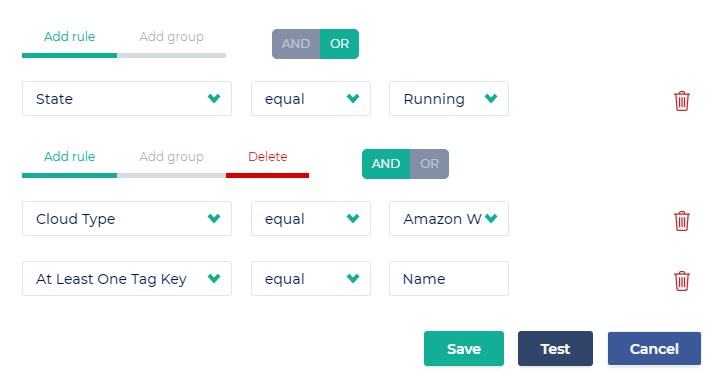 Add rule Add group AND OR
State equal Running
Add rule Add group Delete AND OR
Cloud Type equal Amazon W
At Least One Tag Key equal Name
Save Test Cancel